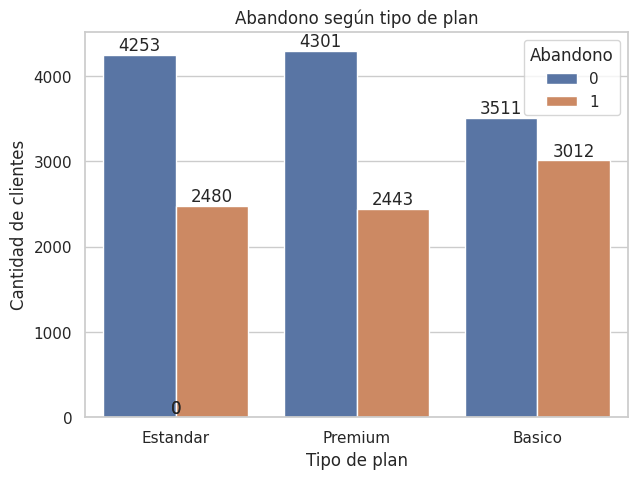 Abandono según tipo de plan
Cantidad de clientes
4000
3000
2000
1000
0
4253
2480
0
4301
2443
3511
3012
Abandono
0
1
Estandar
Premium
Basico
Tipo de plan